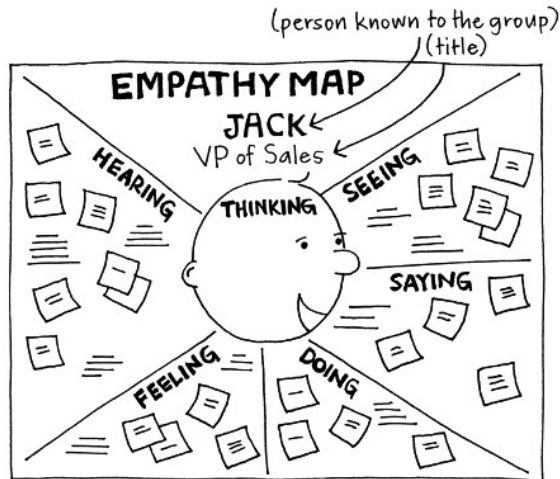 (person known to the group)
(title)
EMPATHY MAP
JACK
VP of Sales
HEARING
THINKING
SEEING
SAYING
FEELING
DOING